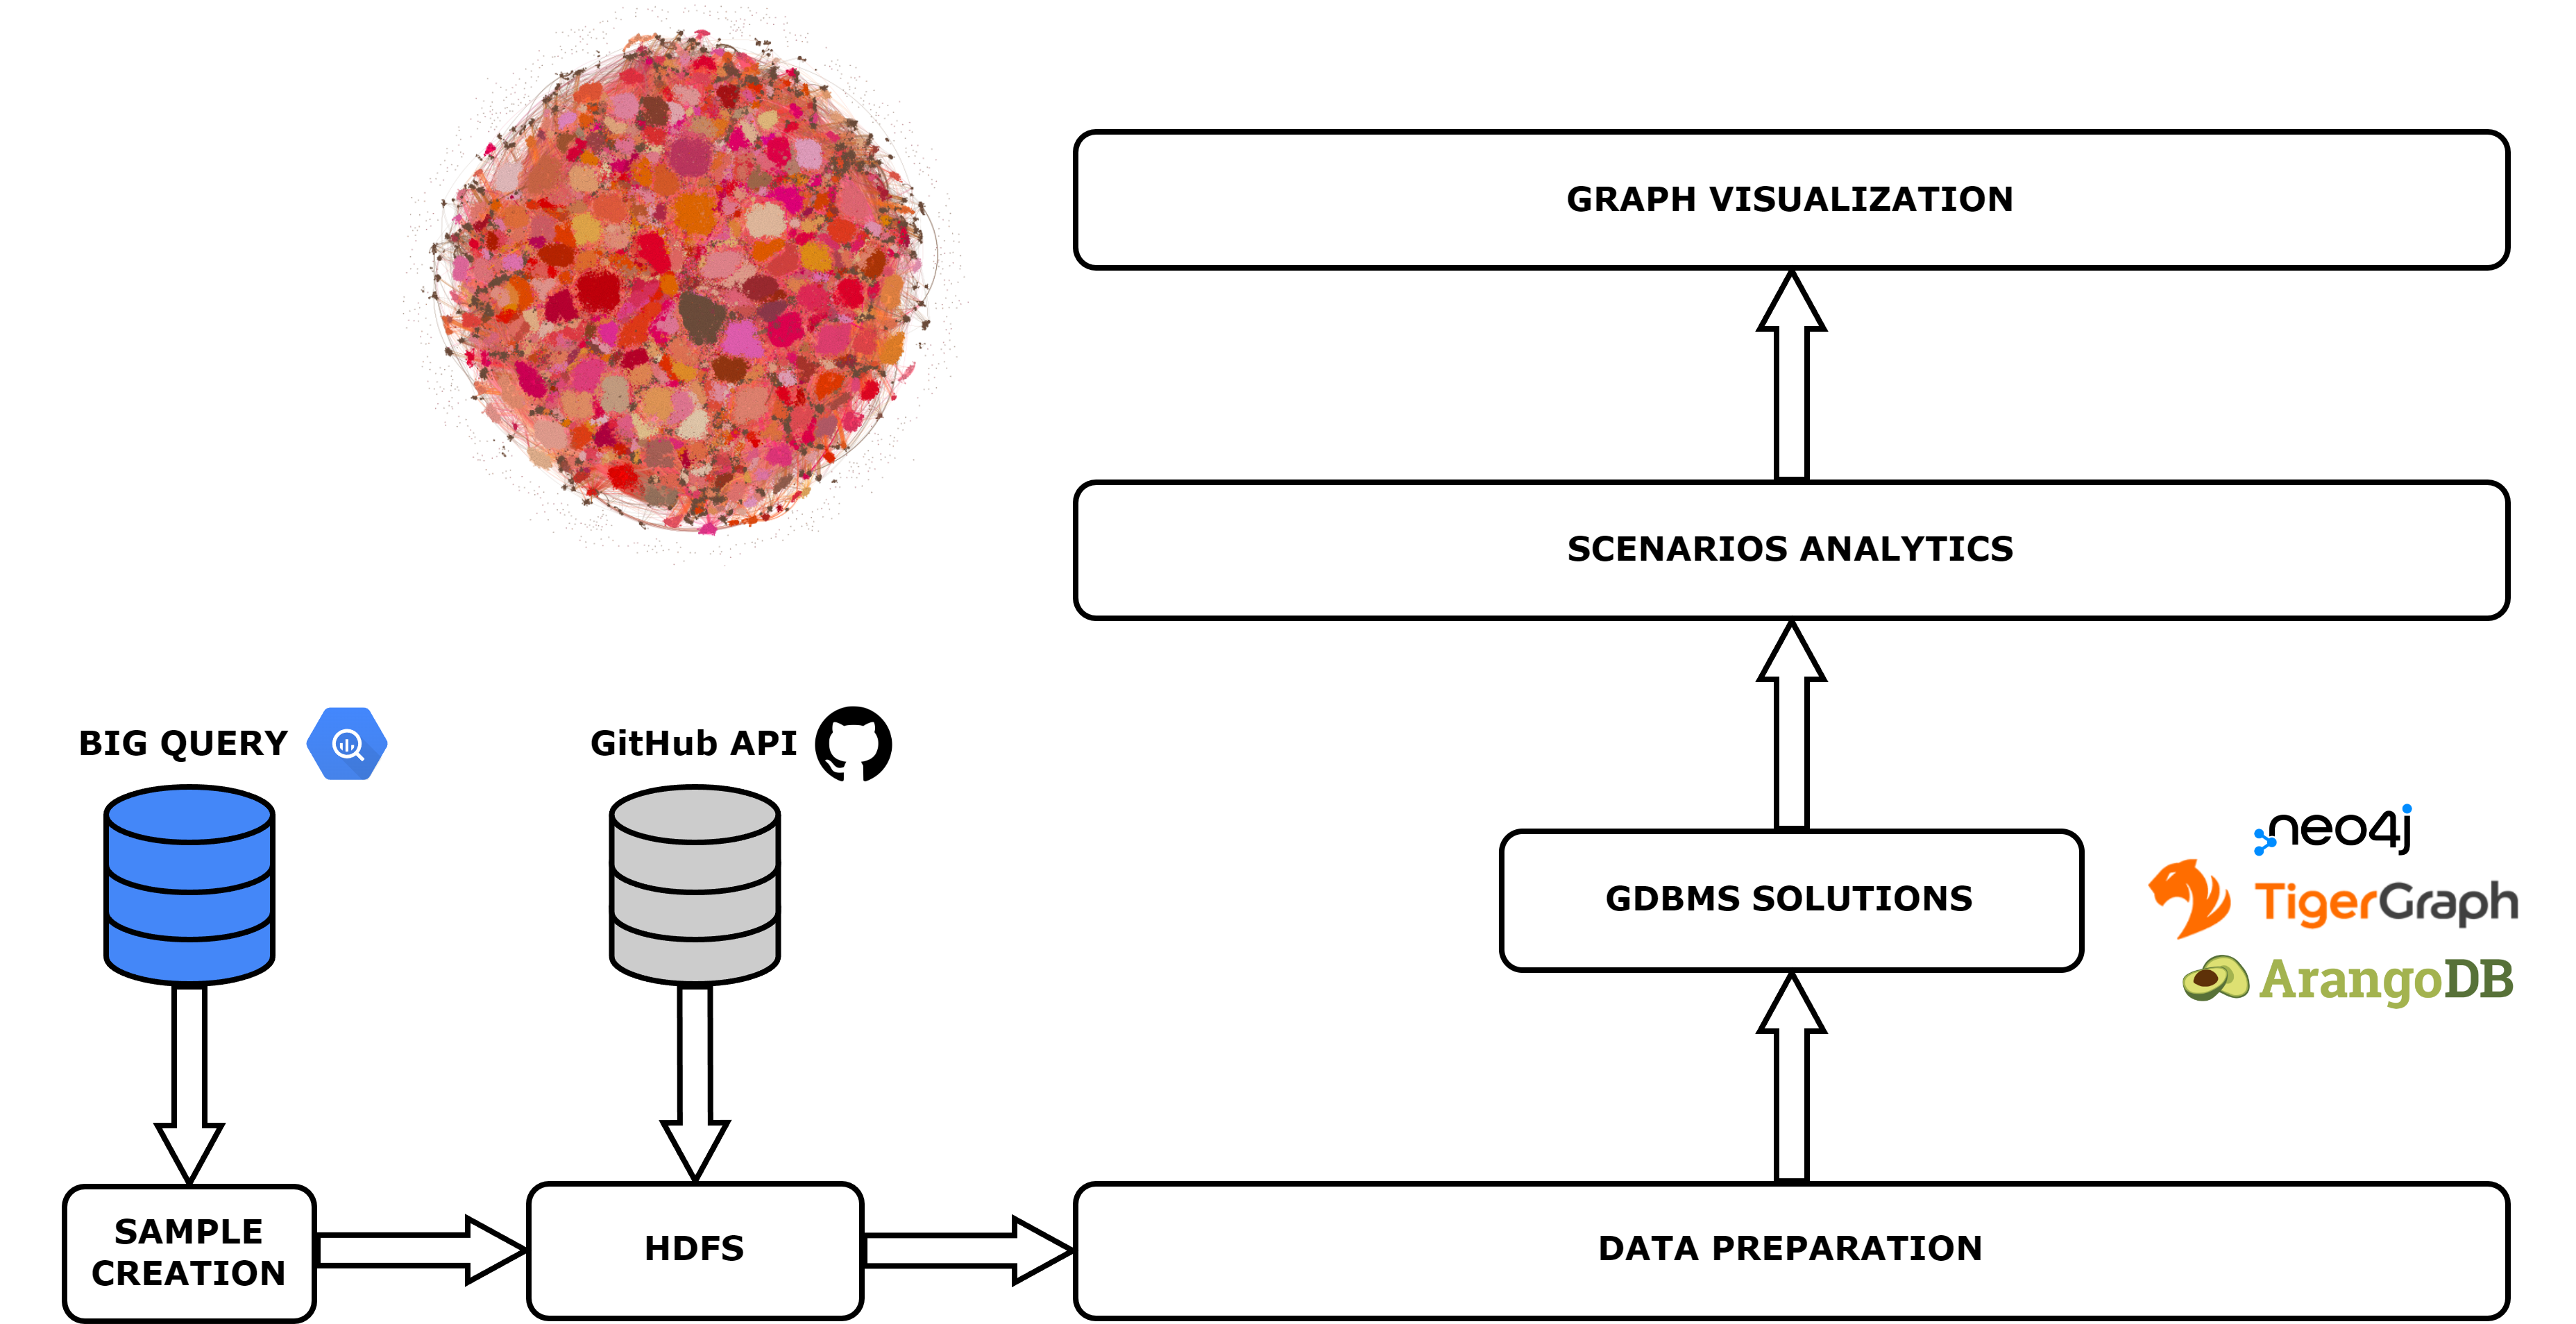 GRAPH VISUALIZATION
SCENARIOS ANALYTICS
BIG QUERY
GitHub API
GDBMS SOLUTIONS
neo4j
TigerGraph
ArangoDB
SAMPLE
CREATION
HDFS
DATA PREPARATION